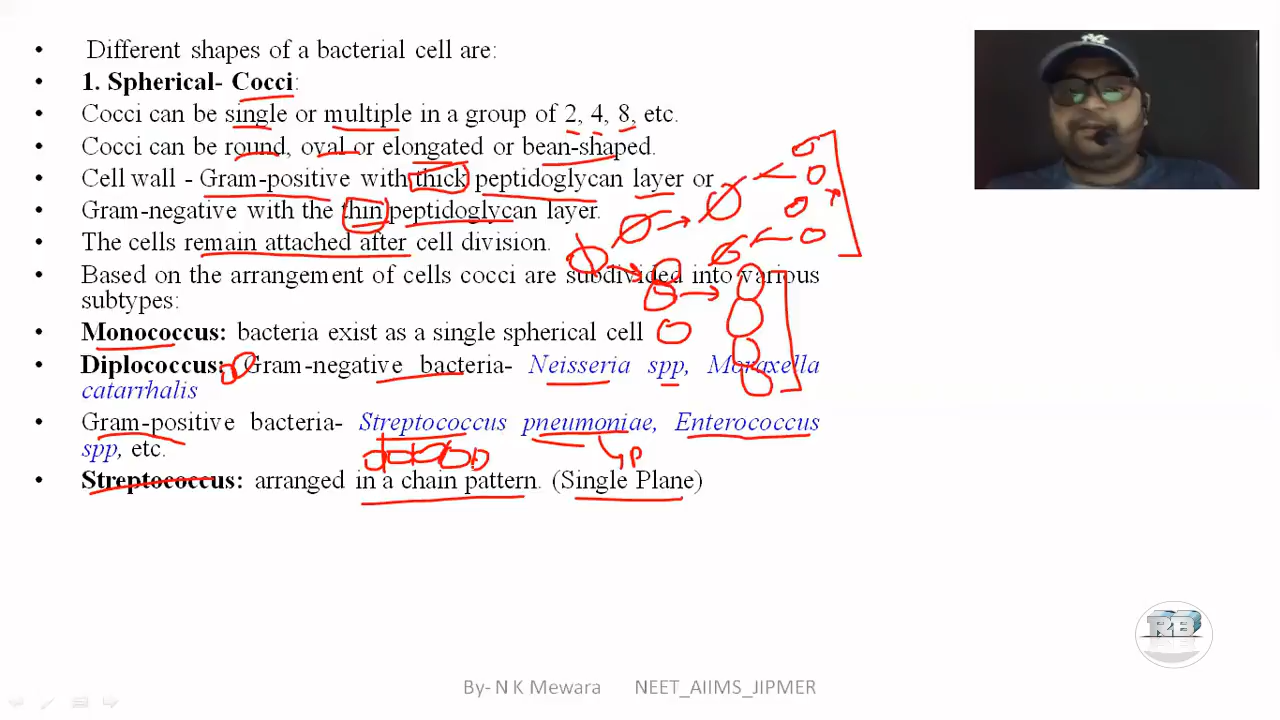 • Different shapes of a bacterial cell are:
• 1. Spherical- Cocci:
• Cocci can be single or multiple in a group of 2, 4, 8, etc.
• Cocci can be round, oval or elongated or bean-shaped.
• Cell wall - Gram-positive with thick peptidoglycan layer or
• Gram-negative with the thin peptidoglycan layer.
• The cells remain attached after cell division.
• Based on the arrangement of cells cocci are subdivided into various
subtypes:
• Monococcus: bacteria exist as a single spherical cell
• Diplococcus: Gram-negative bacteria- Neisseria spp, Moraxella
catarrhalis
• Gram-positive bacteria- Streptococcus pneumoniae, Enterococcus
spp, etc.
P
• Streptococcus: arranged in a chain pattern. (Single Plane)
RB
By- N K Mewara NEET_AIIMS_JIPMER